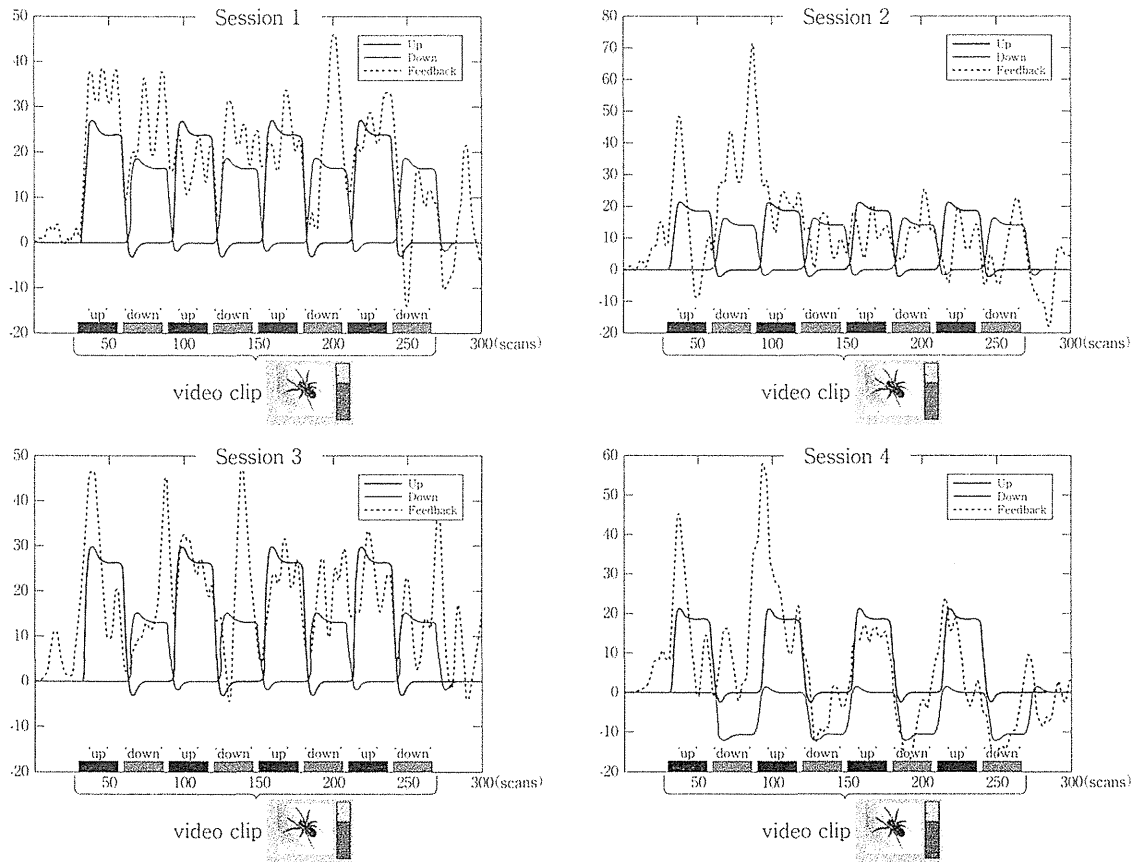 Session 1
50
40
30
20
10
0
-10
-20
Up
Down
Feedback
"up" "down" "up" "down" "up" "down" "up" "down"
50 100 150 200 250 300(scans)
video clip
Session 2
80
70
60
50
40
30
20
10
0
-10
-20
Up
Down
Feedback
"up" "down" "up" "down" "up" "down" "up" "down"
50 100 150 200 250 300(scans)
video clip
Session 3
50
40
30
20
10
0
-10
-20
Up
Down
Feedback
"up" "down" "up" "down" "up" "down" "up" "down"
50 100 150 200 250 300(scans)
video clip
Session 4
60
50
40
30
20
10
0
-10
-20
Up
Down
Feedback
"up" "down" "up" "down" "up" "down" "up" "down"
50 100 150 200 250 300(scans)
video clip